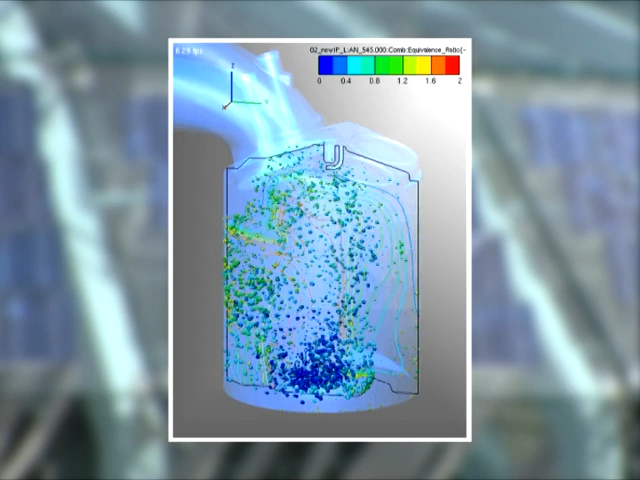 6.29 fps
02_newIP_L:AN_545.000:Comb:Equivalence_Ratio[-
0 0.4 0.8 1.2 1.6 2
Z
Y
X